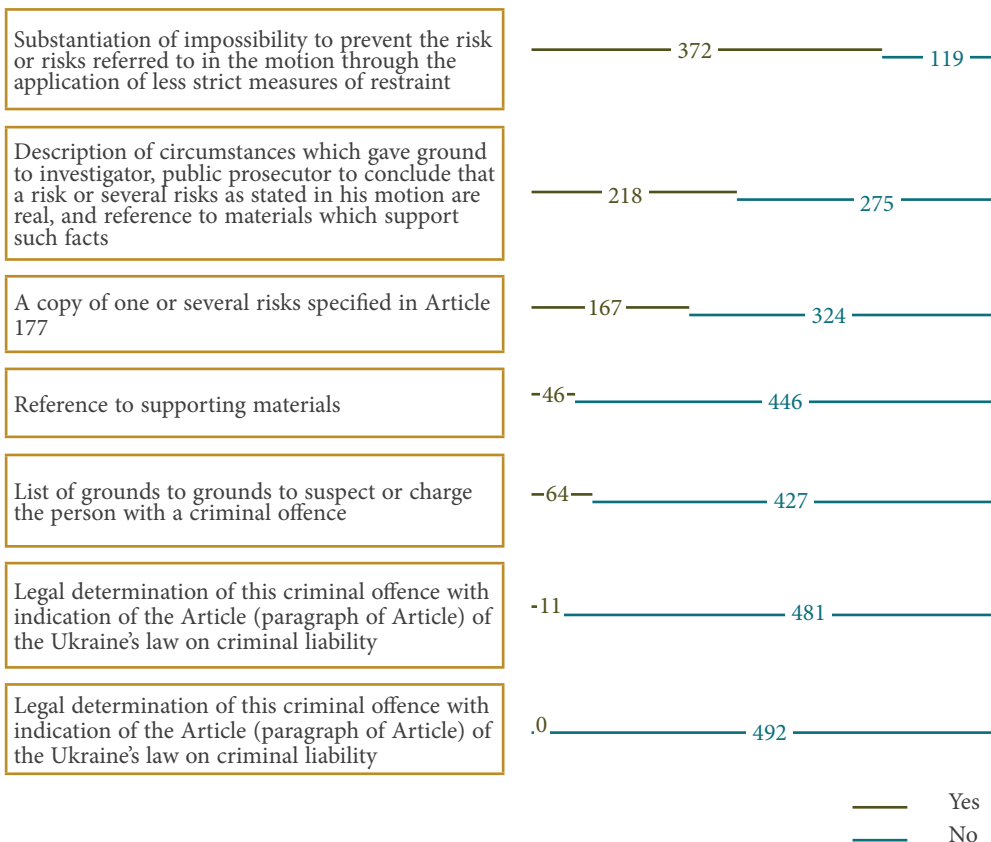 Substantiation of impossibility to prevent the risk
or risks referred to in the motion through the
application of less strict measures of restraint
372
119
Description of circumstances which gave ground
to investigator, public prosecutor to conclude that
a risk or several risks as stated in his motion are
real, and reference to materials which support
such facts
218
275
A copy of one or several risks specified in Article
177
167
324
Reference to supporting materials
46
446
List of grounds to grounds to suspect or charge
the person with a criminal offence
64
427
Legal determination of this criminal offence with
indication of the Article (paragraph of Article) of
the Ukraine's law on criminal liability
11
481
Legal determination of this criminal offence with
indication of the Article (paragraph of Article) of
the Ukraine's law on criminal liability
0
492
Yes
No